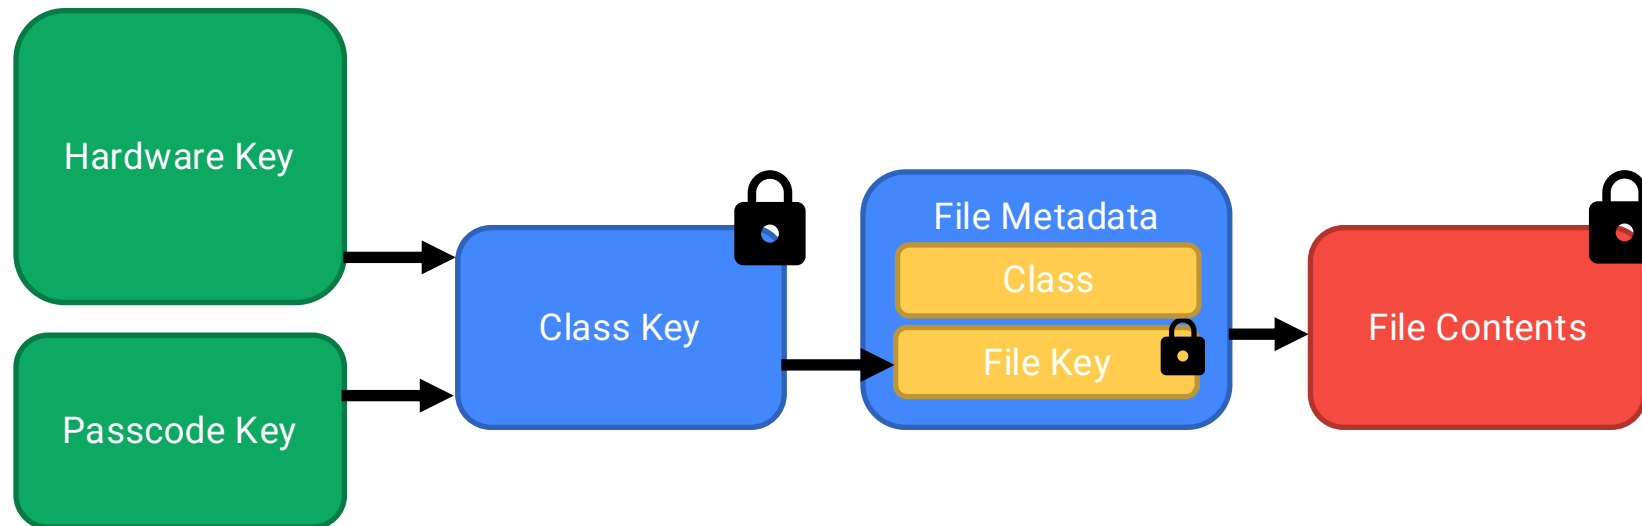 Hardware Key
Passcode Key
Class Key
File Metadata
Class
File Key
File Contents